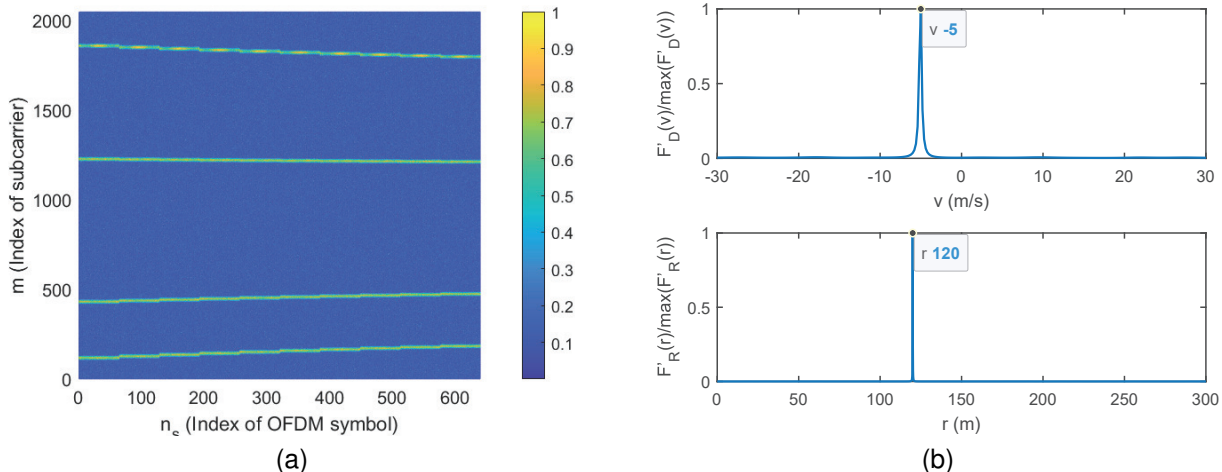 2000
1500
1000
500
0
m (Index of subcarrier)
0 100 200 300 400 500 600
n_s (Index of OFDM symbol)
1
0.9
0.8
0.7
0.6
0.5
0.4
0.3
0.2
0.1
(a)
1
0.5
0
F'_D(v)/max(F'_D(v))
v -5
-30 -20 -10 0 10 20 30
v (m/s)
1
0.5
0
F'_R(r)/max(F'_R(r))
r 120
0 50 100 150 200 250 300
r (m)
(b)